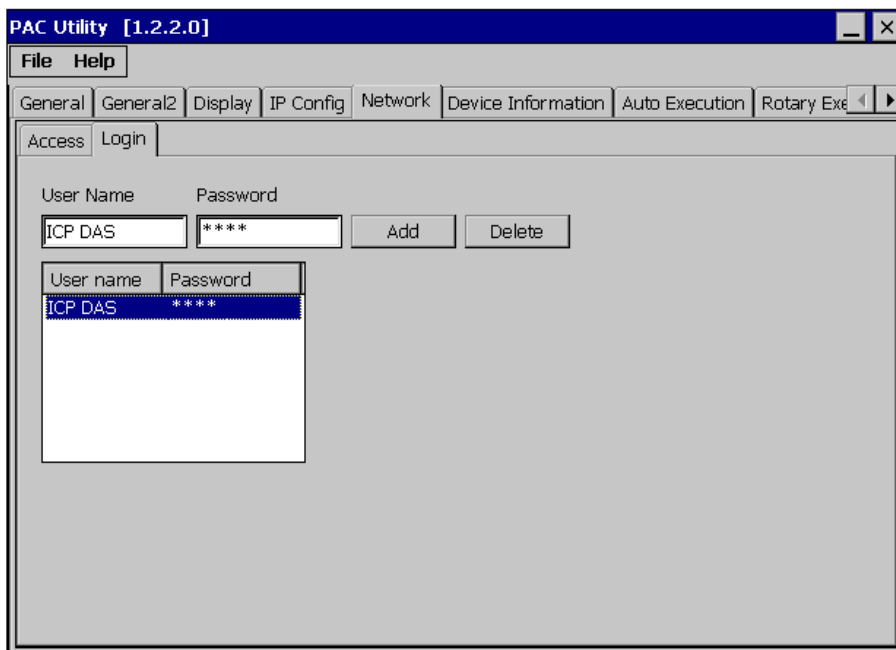 PAC Utility [1.2.2.0]
File Help
General General2 Display IP Config Network Device Information Auto Execution Rotary Exe
Access Login
User Name Password
ICP DAS **** Add Delete
User name Password
ICP DAS ****